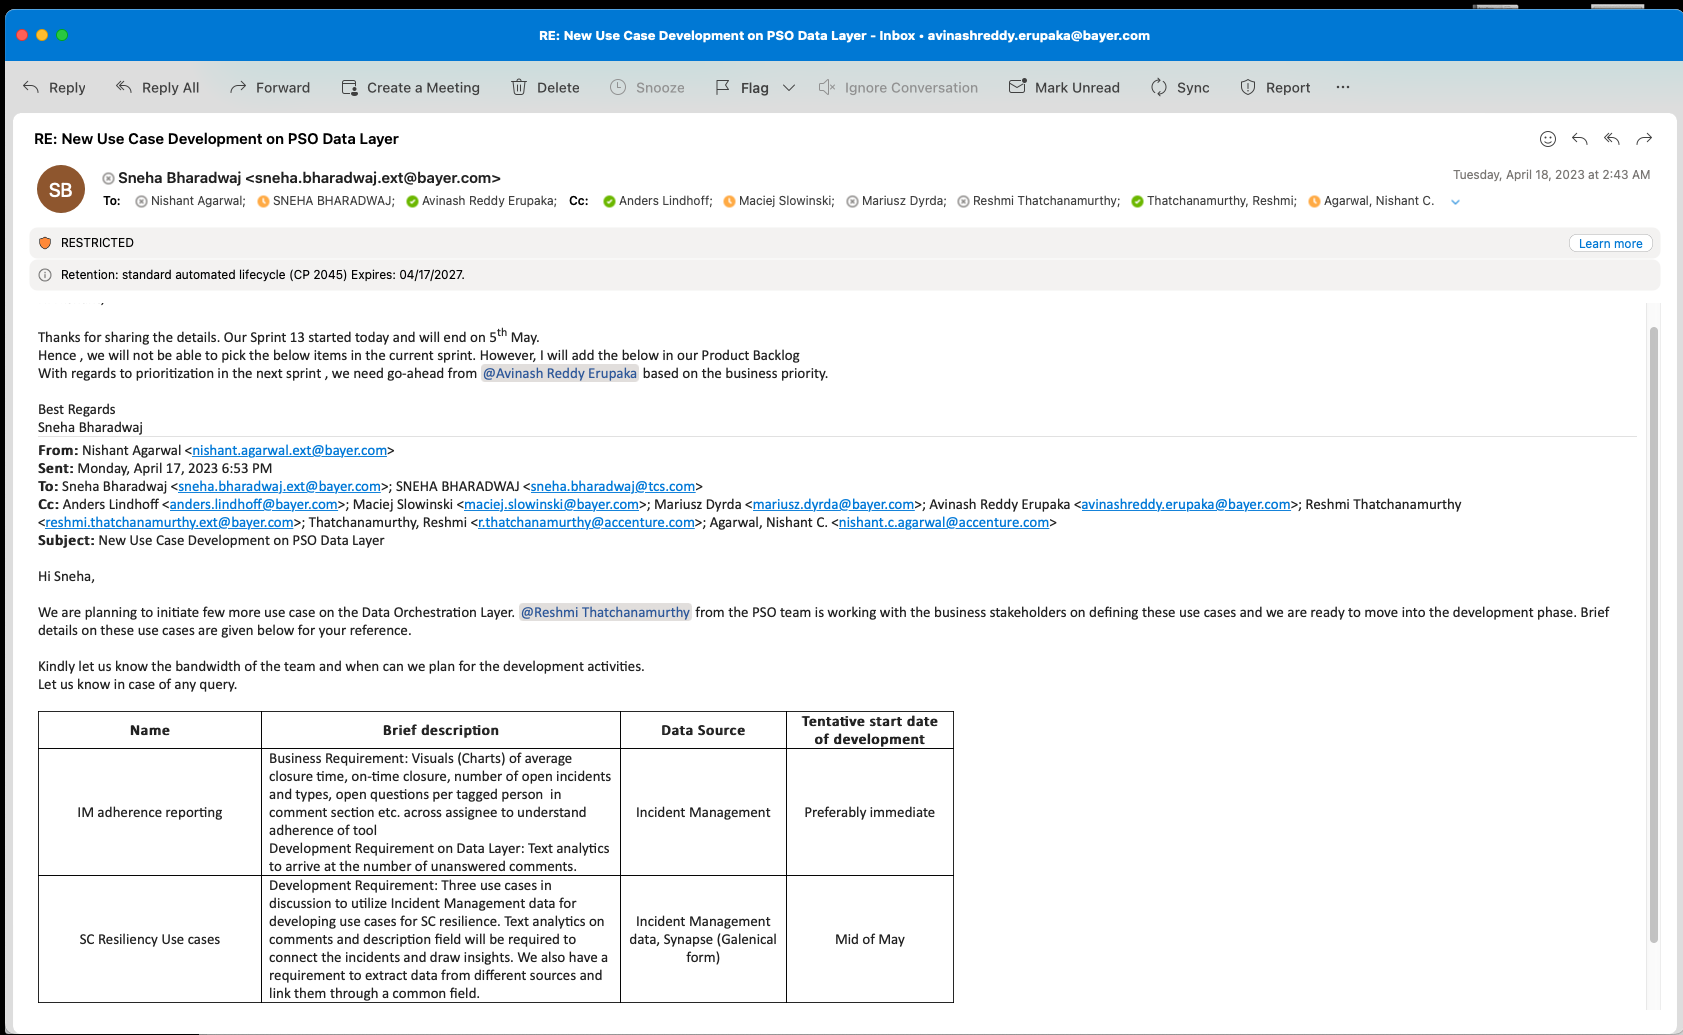 RE: New Use Case Development on PSO Data Layer - Inbox • avinashreddy.erupaka@bayer.com
Reply Reply All Forward Create a Meeting Delete Snooze Flag Ignore Conversation Mark Unread Sync Report ...
RE: New Use Case Development on PSO Data Layer
SB
Sneha Bharadwaj <sneha.bharadwaj.ext@bayer.com>
Tuesday, April 18, 2023 at 2:43 AM
To: Nishant Agarwal; SNEHA BHARADWAJ; Avinash Reddy Erupaka; Cc: Anders Lindhoff; Maciej Slowinski; Mariusz Dyrda; Reshmi Thatchanamurthy; Thatchanamurthy, Reshmi; Agarwal, Nishant C.
RESTRICTED
Learn more
Retention: standard automated lifecycle (CP 2045) Expires: 04/17/2027.
Thanks for sharing the details. Our Sprint 13 started today and will end on 5th May.
Hence , we will not be able to pick the below items in the current sprint. However, I will add the below in our Product Backlog
With regards to prioritization in the next sprint , we need go-ahead from @Avinash Reddy Erupaka based on the business priority.
Best Regards
Sneha Bharadwaj
From: Nishant Agarwal <nishant.agarwal.ext@bayer.com>
Sent: Monday, April 17, 2023 6:53 PM
To: Sneha Bharadwaj <sneha.bharadwaj.ext@bayer.com>; SNEHA BHARADWAJ <sneha.bharadwaj@tcs.com>
Cc: Anders Lindhoff <anders.lindhoff@bayer.com>; Maciej Slowinski <maciej.slowinski@bayer.com>; Mariusz Dyrda <mariusz.dyrda@bayer.com>; Avinash Reddy Erupaka <avinashreddy.erupaka@bayer.com>; Reshmi Thatchanamurthy
<reshmi.thatchanamurthy.ext@bayer.com>; Thatchanamurthy, Reshmi <r.thatchanamurthy@accenture.com>; Agarwal, Nishant C. <nishant.c.agarwal@accenture.com>
Subject: New Use Case Development on PSO Data Layer
Hi Sneha,
We are planning to initiate few more use case on the Data Orchestration Layer. @Reshmi Thatchanamurthy from the PSO team is working with the business stakeholders on defining these use cases and we are ready to move into the development phase. Brief
details on these use cases are given below for your reference.
Kindly let us know the bandwidth of the team and when can we plan for the development activities.
Let us know in case of any query.
Name
Brief description
Data Source
Tentative start date
of development
IM adherence reporting
Business Requirement: Visuals (Charts) of average
closure time, on-time closure, number of open incidents
and types, open questions per tagged person in
comment section etc. across assignee to understand
adherence of tool
Development Requirement on Data Layer: Text analytics
to arrive at the number of unanswered comments.
Incident Management
Preferably immediate
SC Resiliency Use cases
Development Requirement: Three use cases in
discussion to utilize Incident Management data for
developing use cases for SC resilience. Text analytics on
comments and description field will be required to
connect the incidents and draw insights. We also have a
requirement to extract data from different sources and
link them through a common field.
Incident Management
data, Synapse (Galenical
form)
Mid of May